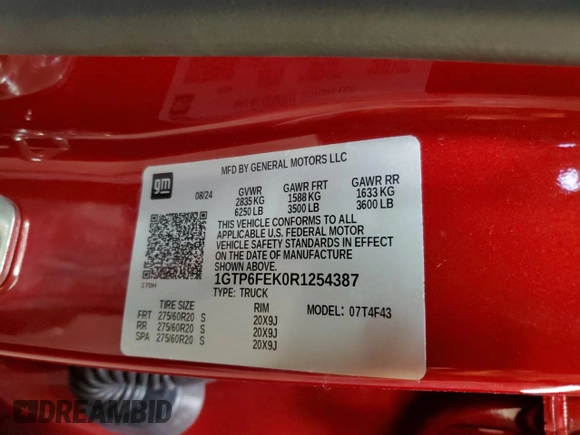 MFD BY GENERAL MOTORS LLC
gm
08/24 GVWR GAWR FRT GAWR RR
2835 KG 1588 KG 1633 KG
6250 LB 3500 LB 3600 LB
THIS VEHICLE CONFORMS TO ALL
APPLICABLE U.S. FEDERAL MOTOR
VEHICLE SAFETY STANDARDS IN EFFECT
ON THE DATE OF MANUFACTURE
SHOWN ABOVE.
170H
1GTP6FEK0R1254387
TYPE: TRUCK MODEL: 07T4F43
TIRE SIZE RIM
FRT 275/60R20 S 20X9J
RR 275/60R20 S 20X9J
SPA 275/60R20 S 20X9J
DREAMBID